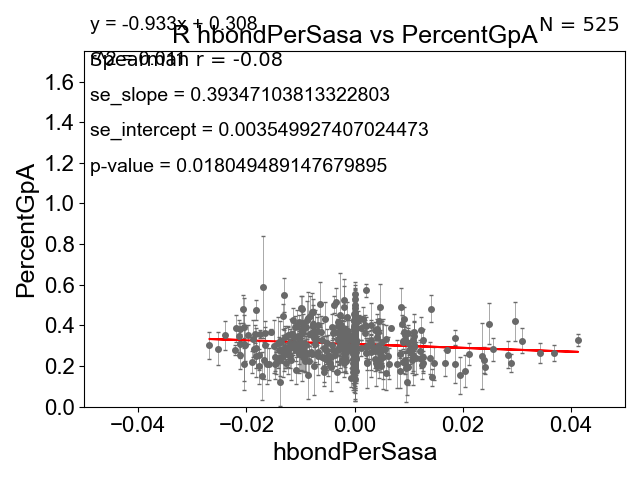 y = -0.933x + 0.308
N = 525
R hbondPerSasa vs PercentGpA
Spearman r = -0.08
se_slope = 0.39347103813322803
se_intercept = 0.003549927407024473
p-value = 0.018049489147679895
PercentGpA
1.6
1.4
1.2
1.0
0.8
0.6
0.4
0.2
0.0
−0.04 −0.02 0.00 0.02 0.04
hbondPerSasa